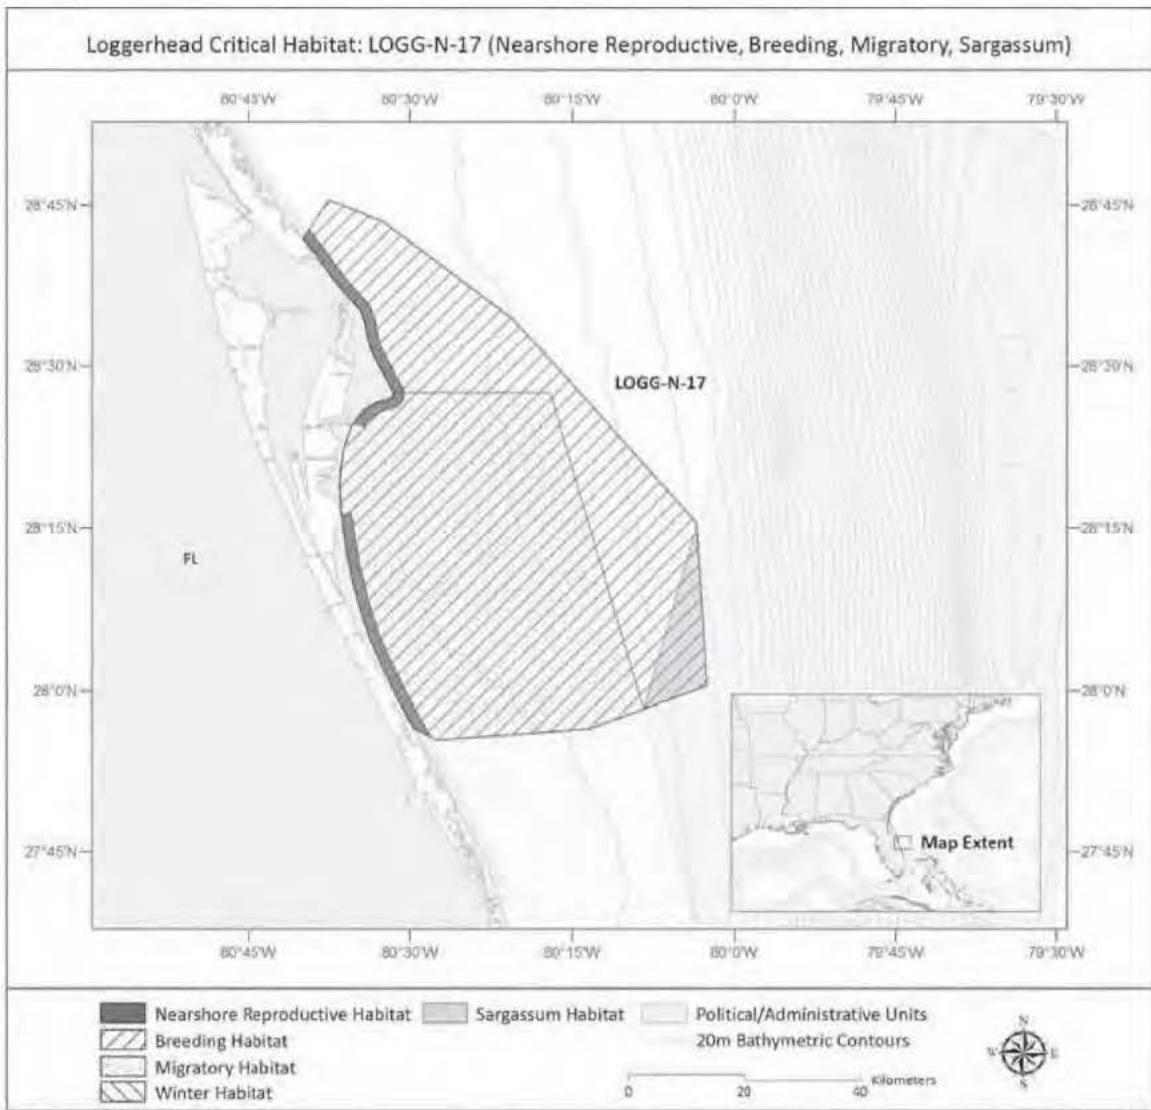 Loggerhead Critical Habitat: LOGG-N-17 (Nearshore Reproductive, Breeding, Migratory, Sargassum)
80°45'W 80°30'W 80°15'W 80°0'W 79°45'W 79°30'W
28°45'N 28°45'N
28°30'N 28°30'N
LOGG-N-17
28°15'N 28°15'N
FL
28°0'N 28°0'N
Map Extent
27°45'N 27°45'N
80°45'W 80°30'W 80°15'W 80°0'W 79°45'W 79°30'W
Nearshore Reproductive Habitat Sargassum Habitat Political/Administrative Units
Breeding Habitat 20m Bathymetric Contours
Migratory Habitat
Winter Habitat
0 20 40 Kilometers
N
W E
S